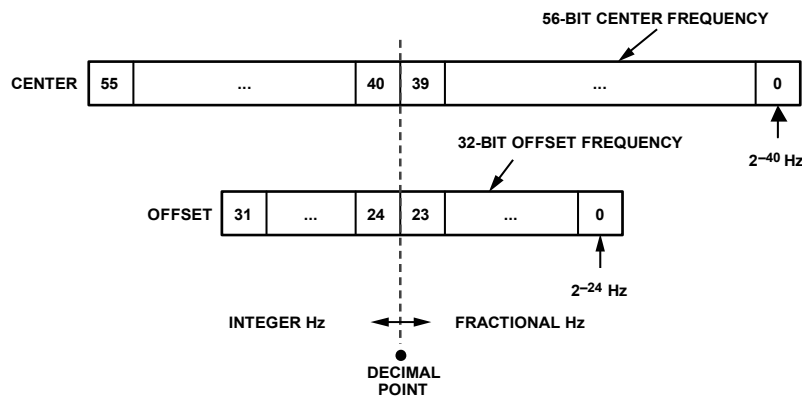 56-BIT CENTER FREQUENCY
CENTER 55 ... 40 39 ... 0
2–40 Hz
32-BIT OFFSET FREQUENCY
OFFSET 31 ... 24 23 ... 0
2–24 Hz
INTEGER Hz FRACTIONAL Hz
DECIMAL
POINT